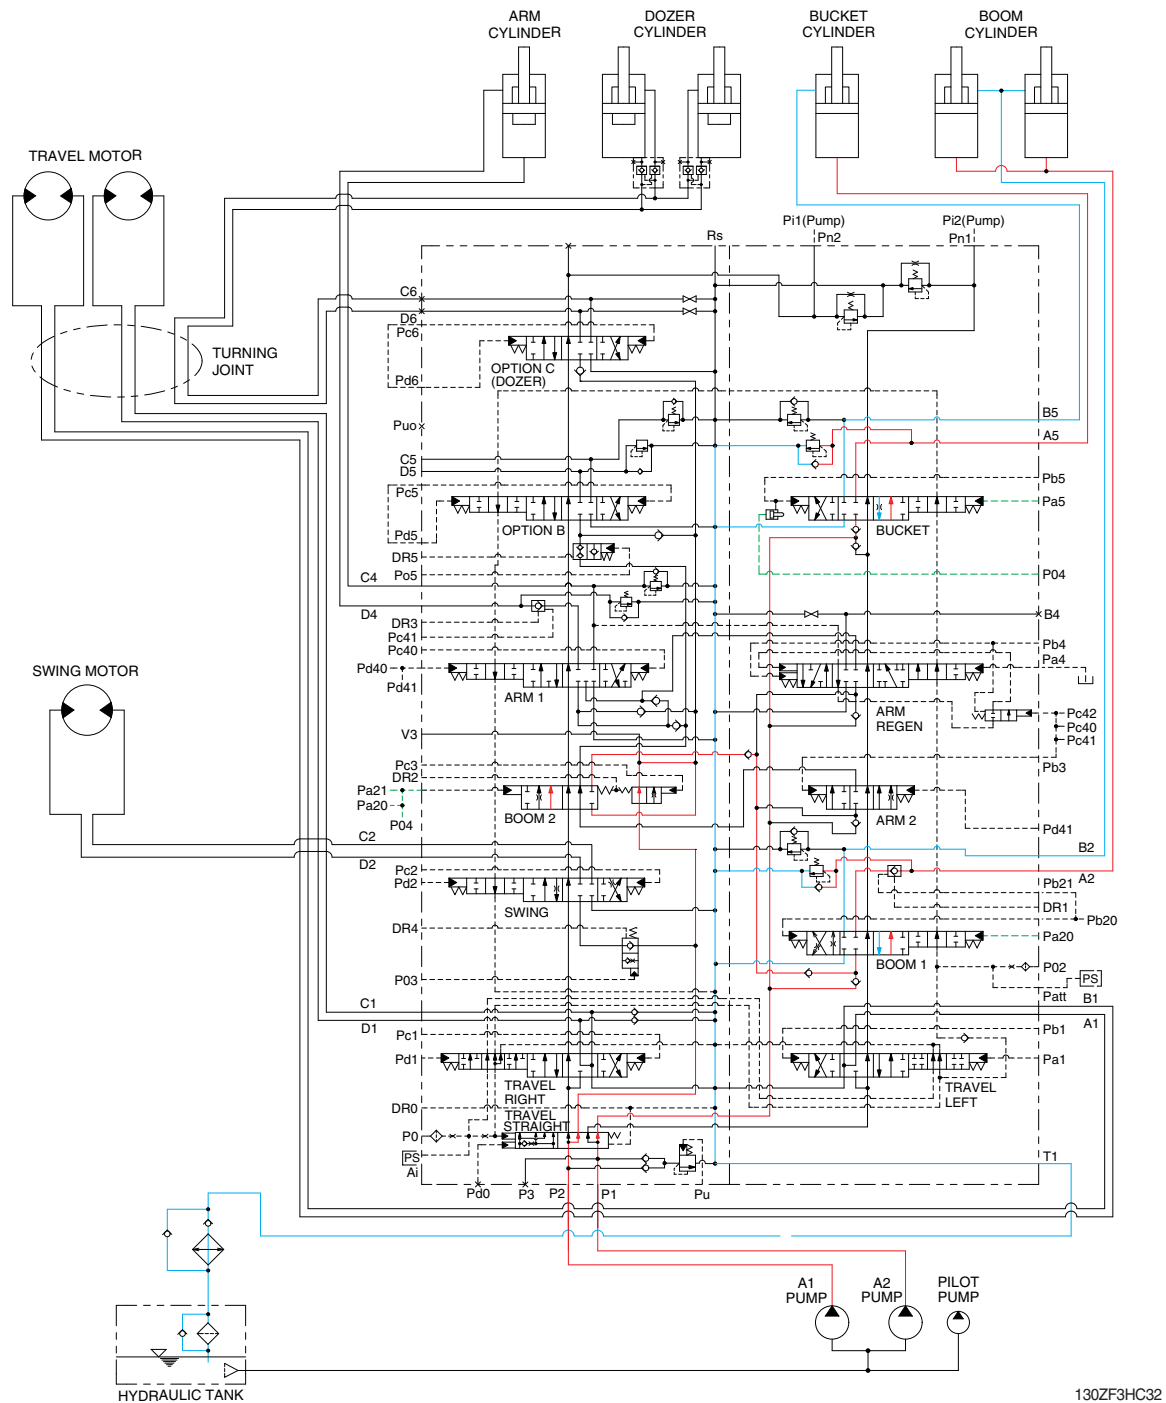 ARM
CYLINDER
DOZER
CYLINDER
BUCKET
CYLINDER
BOOM
CYLINDER
TRAVEL MOTOR
TURNING
JOINT
SWING MOTOR
Rs
Pi1(Pump)
Pn2
Pi2(Pump)
Pn1
C6
D6
Pc6
Pd6
OPTION C
(DOZER)
Puo
B5
A5
C5
D5
Pc5
Pd5
OPTION B
BUCKET
Pb5
Pa5
DR5
Po5
P04
C4
D4
DR3
Pc41
Pc40
Pd40
Pd41
ARM 1
B4
Pb4
Pa4
ARM
REGEN
Pc42
Pc40
Pc41
V3
Pc3
DR2
Pa21
Pa20
P04
BOOM 2
Pb3
ARM 2
Pd41
C2
D2
Pc2
Pd2
SWING
B2
A2
Pb21
DR1
Pb20
Pa20
BOOM 1
DR4
P03
P02
PS
Patt
C1
D1
B1
A1
Pc1
Pd1
TRAVEL
RIGHT
Pb1
Pa1
TRAVEL
LEFT
DR0
TRAVEL
STRAIGHT
P0
PS
Ai
T1
Pd0
P3
P2
P1
Pu
A1
PUMP
A2
PUMP
PILOT
PUMP
HYDRAULIC TANK
130ZF3HC32